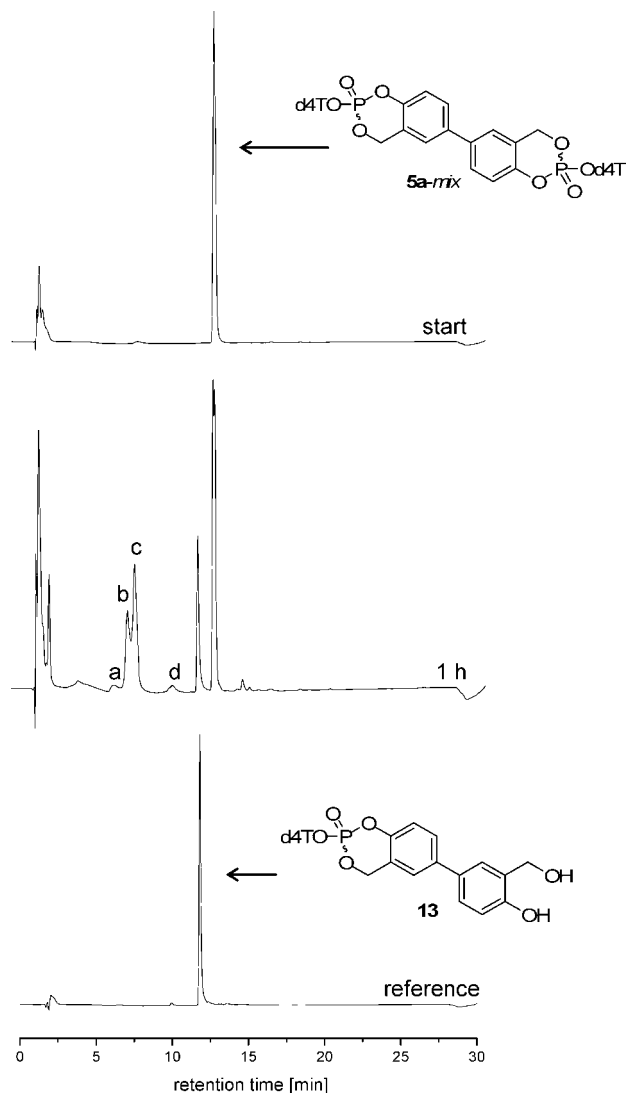 O
d4TO-P
O
O
O
P-Od4T
O
O
5a-mix
start
c
b
a
d
1 h
O
d4TO-P
O
O
OH
OH
13
reference
0 5 10 15 20 25 30
retention time [min]